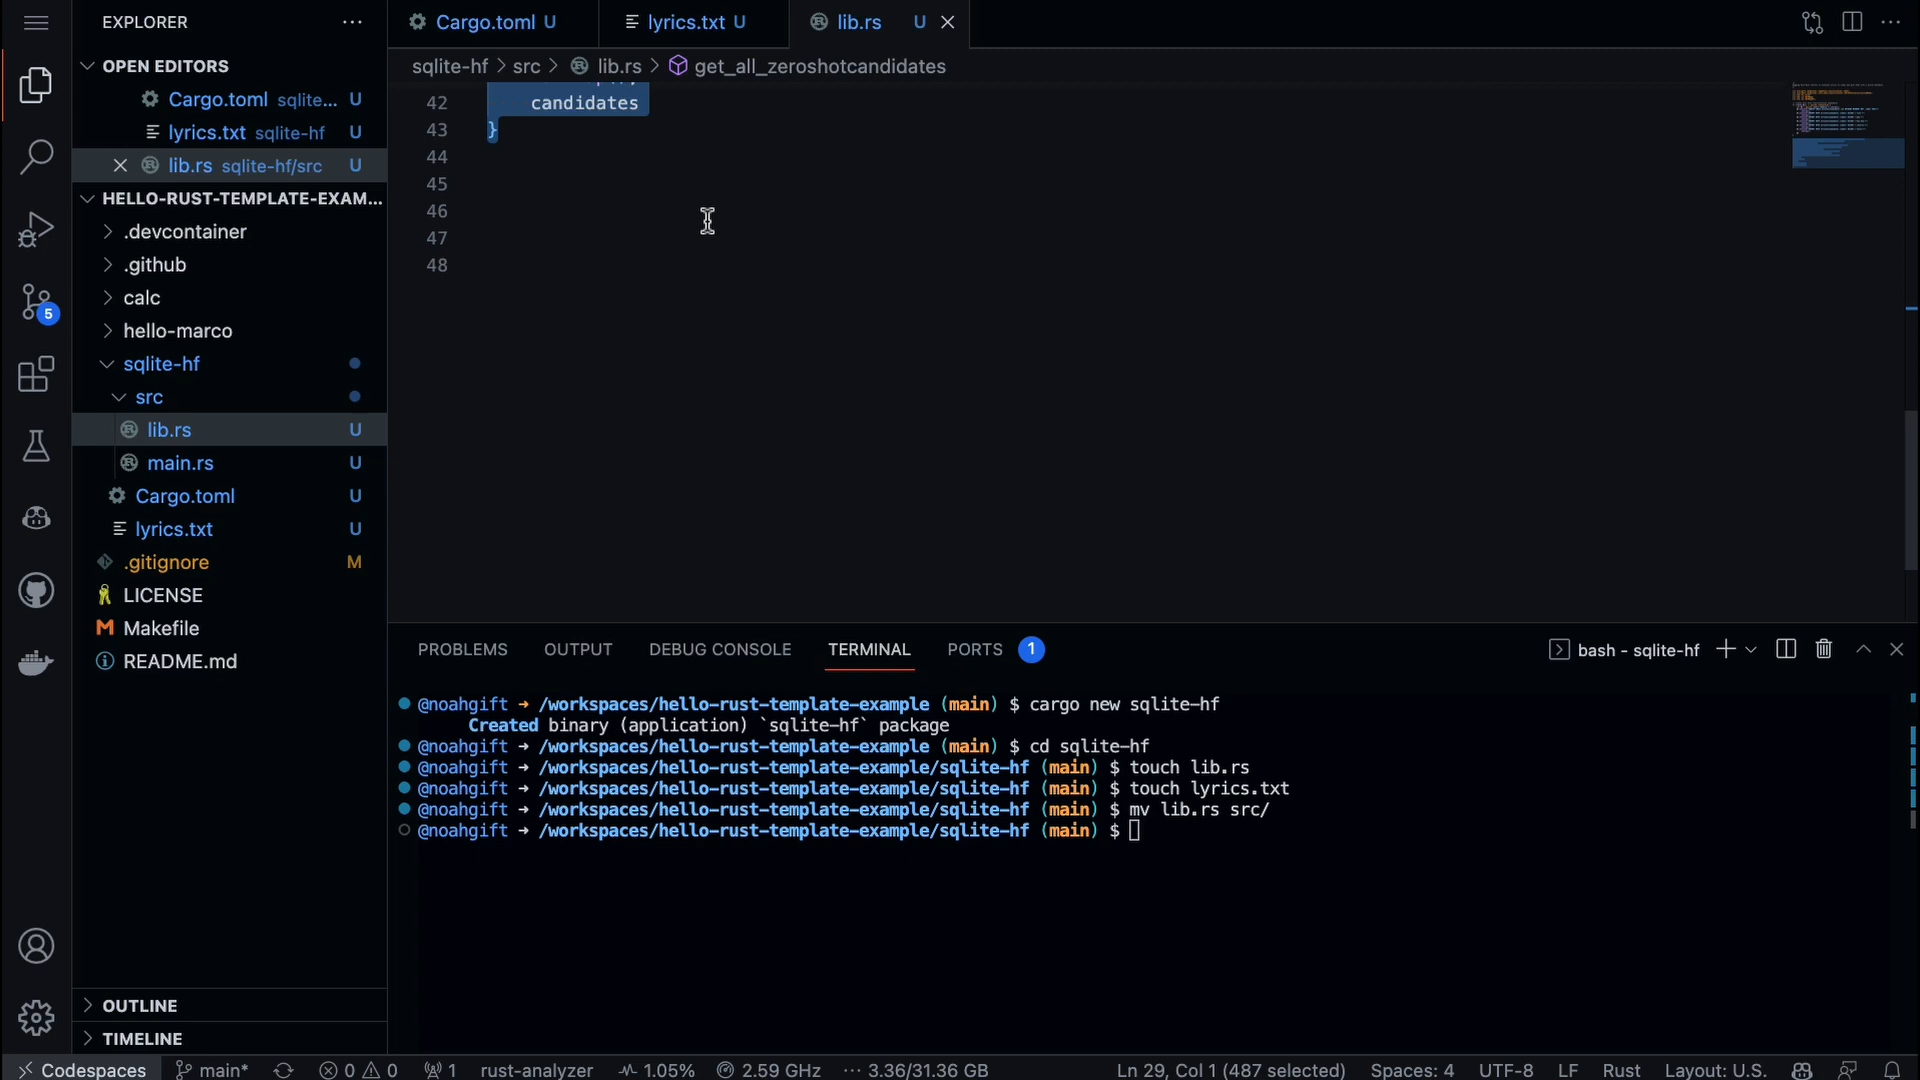 EXPLORER
Cargo.toml U
lyrics.txt U
lib.rs U
OPEN EDITORS
Cargo.toml sqlite... U
lyrics.txt sqlite-hf U
lib.rs sqlite-hf/src U
HELLO-RUST-TEMPLATE-EXAM...
.devcontainer
.github
calc
hello-marco
sqlite-hf
src
lib.rs U
main.rs U
Cargo.toml U
lyrics.txt U
.gitignore M
LICENSE
Makefile
README.md
5
OUTLINE
TIMELINE
sqlite-hf > src > lib.rs > get_all_zeroshotcandidates
42 candidates
43 }
44
45
46
47
48
PROBLEMS OUTPUT DEBUG CONSOLE TERMINAL PORTS 1
bash - sqlite-hf
@noahgift → /workspaces/hello-rust-template-example (main) $ cargo new sqlite-hf
Created binary (application) `sqlite-hf` package
@noahgift → /workspaces/hello-rust-template-example (main) $ cd sqlite-hf
@noahgift → /workspaces/hello-rust-template-example/sqlite-hf (main) $ touch lib.rs
@noahgift → /workspaces/hello-rust-template-example/sqlite-hf (main) $ touch lyrics.txt
@noahgift → /workspaces/hello-rust-template-example/sqlite-hf (main) $ mv lib.rs src/
@noahgift → /workspaces/hello-rust-template-example/sqlite-hf (main) $
Codespaces main* 0 0 1 rust-analyzer 1.05% 2.59 GHz 3.36/31.36 GB Ln 29, Col 1 (487 selected) Spaces: 4 UTF-8 LF Rust Layout: U.S.